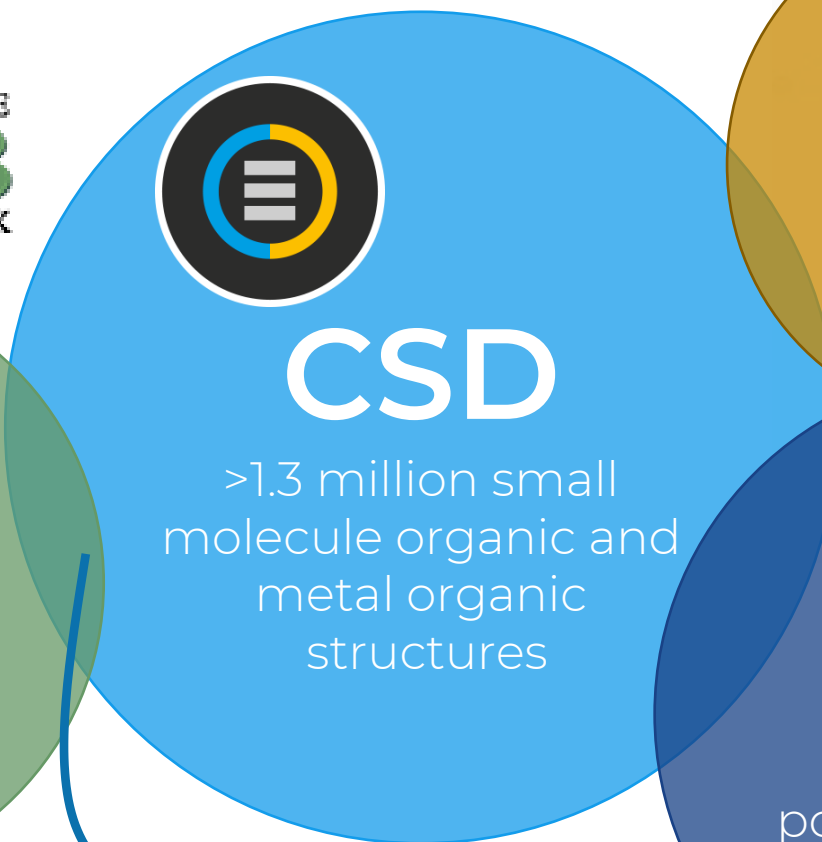 CSD
>1.3 million small
molecule organic and
metal organic
structures